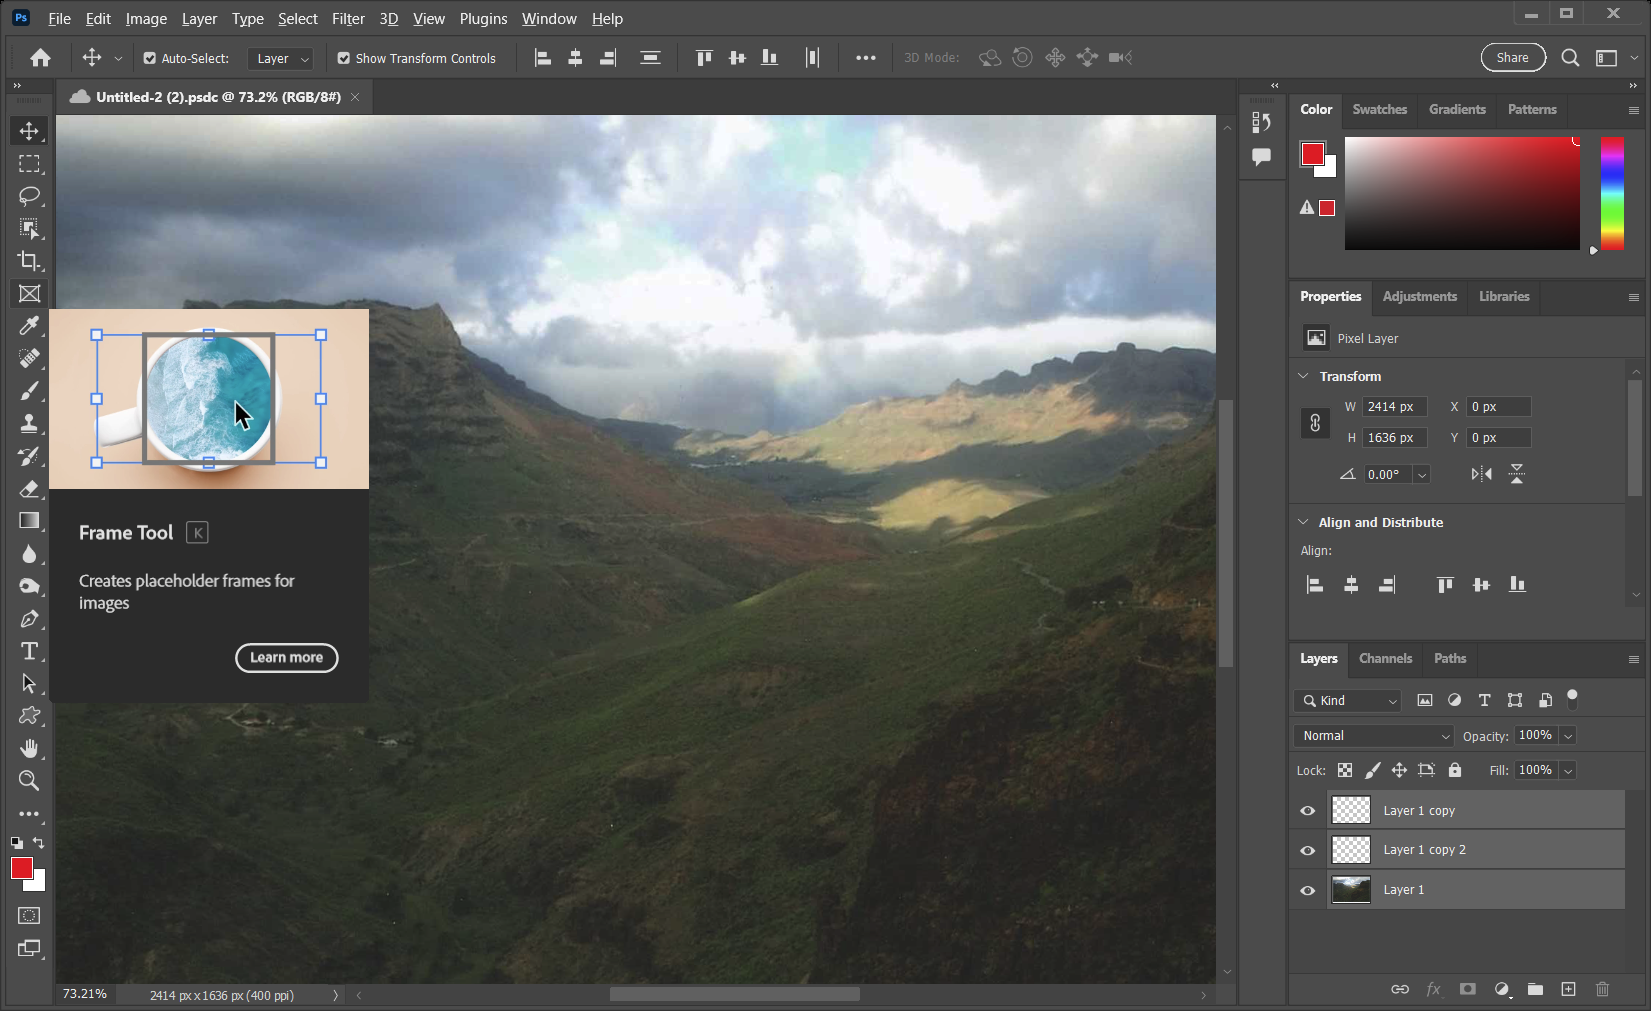 Ps File Edit Image Layer Type Select Filter 3D View Plugins Window Help
Auto-Select: Layer Show Transform Controls 3D Mode: Share
Untitled-2 (2).psdc @ 73.2% (RGB/8#)
Color Swatches Gradients Patterns
Properties Adjustments Libraries
Pixel Layer
Transform
W 2414 px X 0 px
H 1636 px Y 0 px
0.00°
Align and Distribute
Align:
Frame Tool K
Creates placeholder frames for
images
Learn more
Layers Channels Paths
Kind
Normal Opacity: 100%
Lock: Fill: 100%
Layer 1 copy
Layer 1 copy 2
Layer 1
fx
73.21% 2414 px x 1636 px (400 ppi)